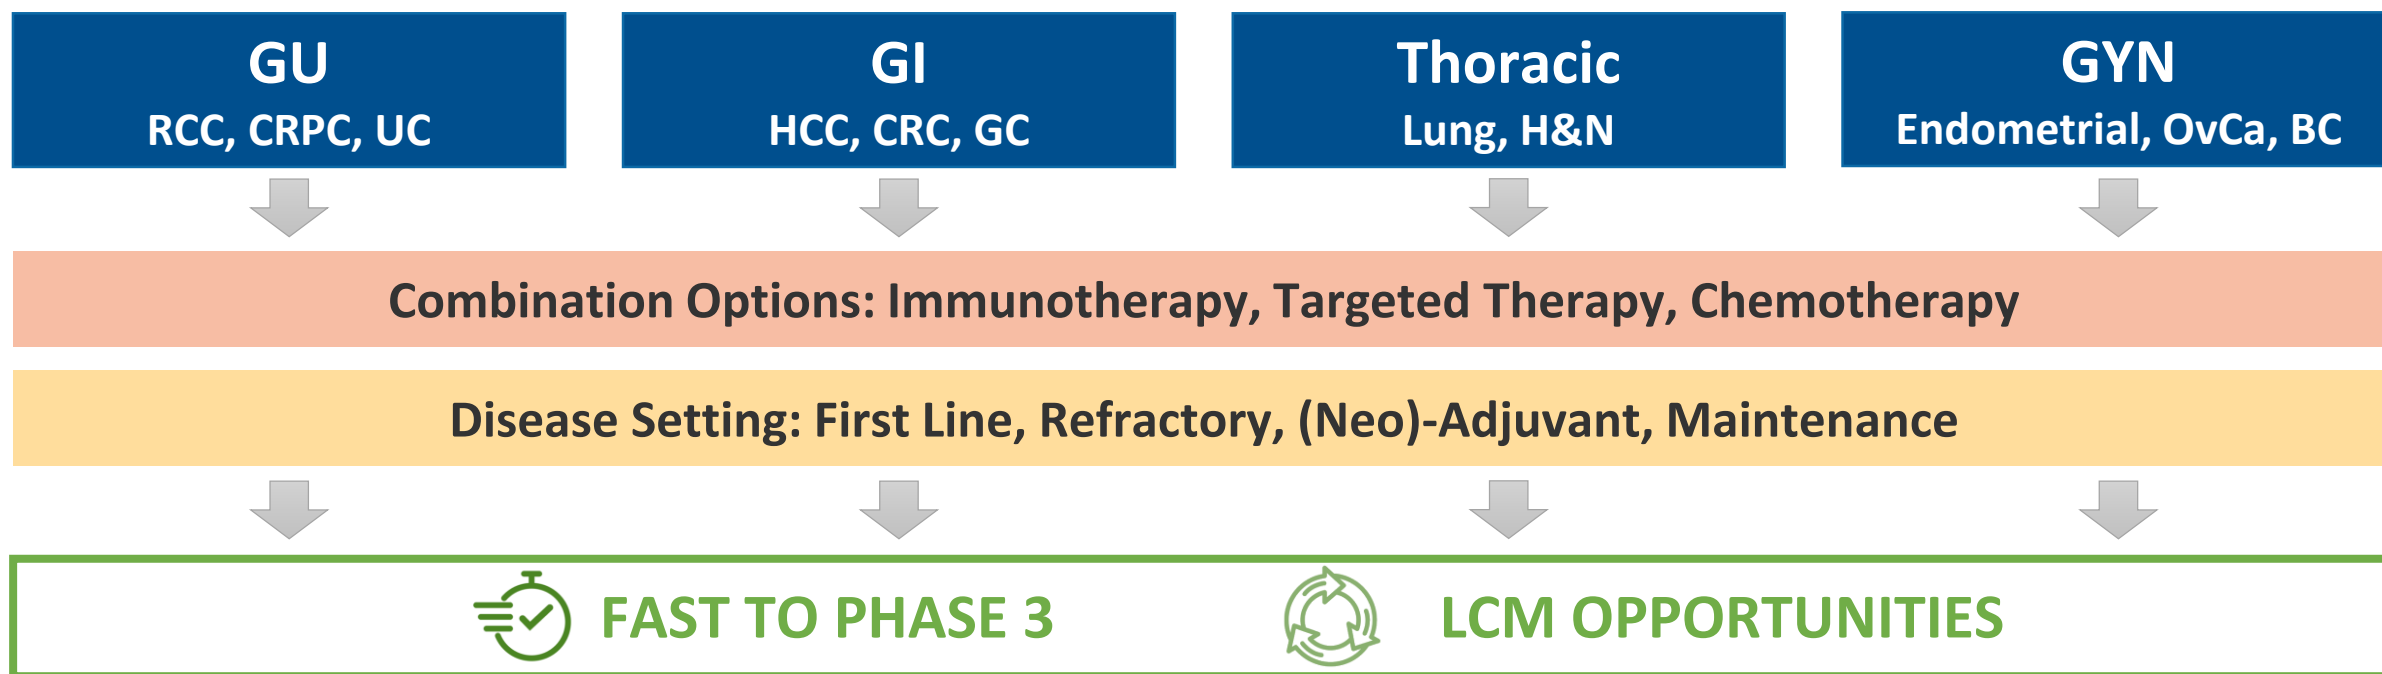 GU
RCC, CRPC, UC
GI
HCC, CRC, GC
Thoracic
Lung, H&N
GYN
Endometrial, OvCa, BC
Combination Options: Immunotherapy, Targeted Therapy, Chemotherapy
Disease Setting: First Line, Refractory, (Neo)-Adjuvant, Maintenance
FAST TO PHASE 3
LCM OPPORTUNITIES